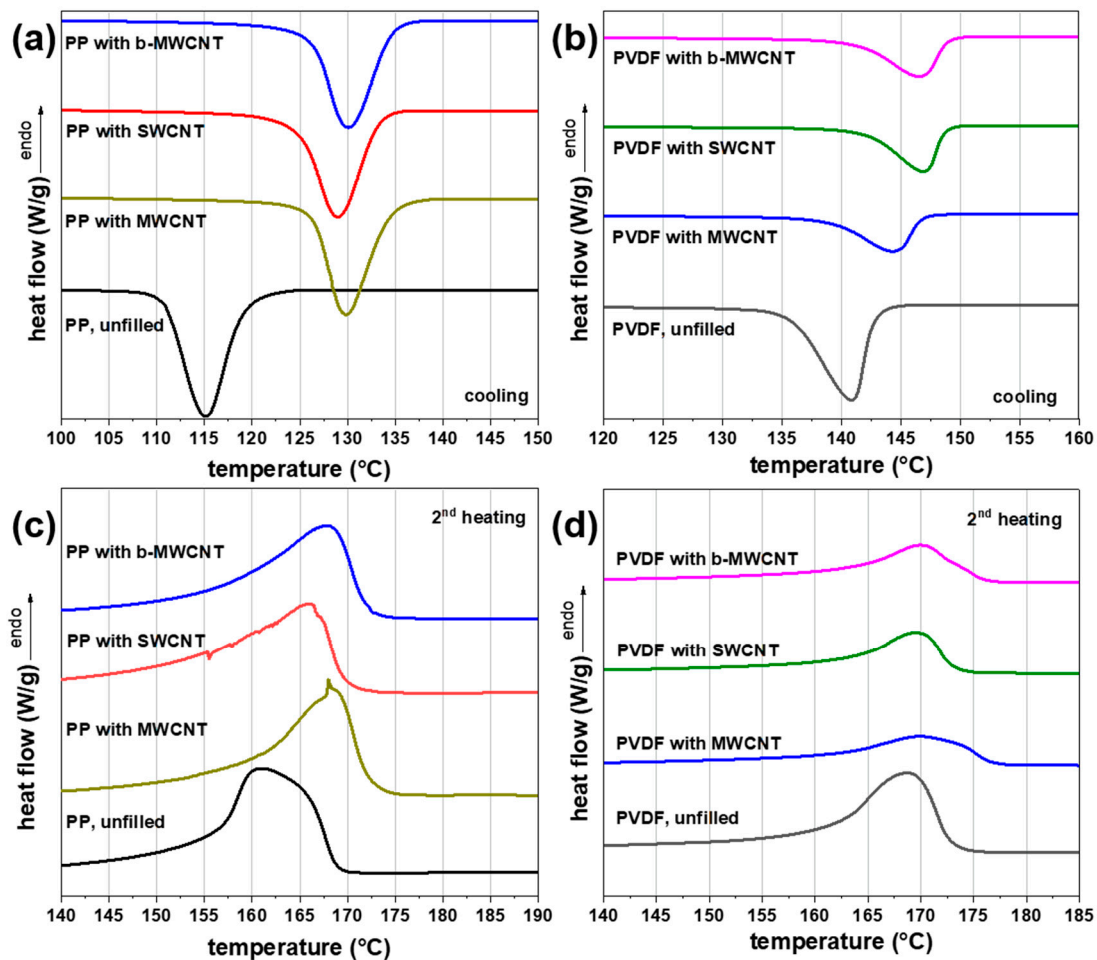 (a)
PP with b-MWCNT
PP with SWCNT
PP with MWCNT
PP, unfilled
cooling
heat flow (W/g) endo
100 105 110 115 120 125 130 135 140 145 150
temperature (°C)
(b)
PVDF with b-MWCNT
PVDF with SWCNT
PVDF with MWCNT
PVDF, unfilled
cooling
heat flow (W/g) endo
120 125 130 135 140 145 150 155 160
temperature (°C)
(c)
2nd heating
PP with b-MWCNT
PP with SWCNT
PP with MWCNT
PP, unfilled
heat flow (W/g) endo
140 145 150 155 160 165 170 175 180 185 190
temperature (°C)
(d)
2nd heating
PVDF with b-MWCNT
PVDF with SWCNT
PVDF with MWCNT
PVDF, unfilled
heat flow (W/g) endo
140 145 150 155 160 165 170 175 180 185
temperature (°C)